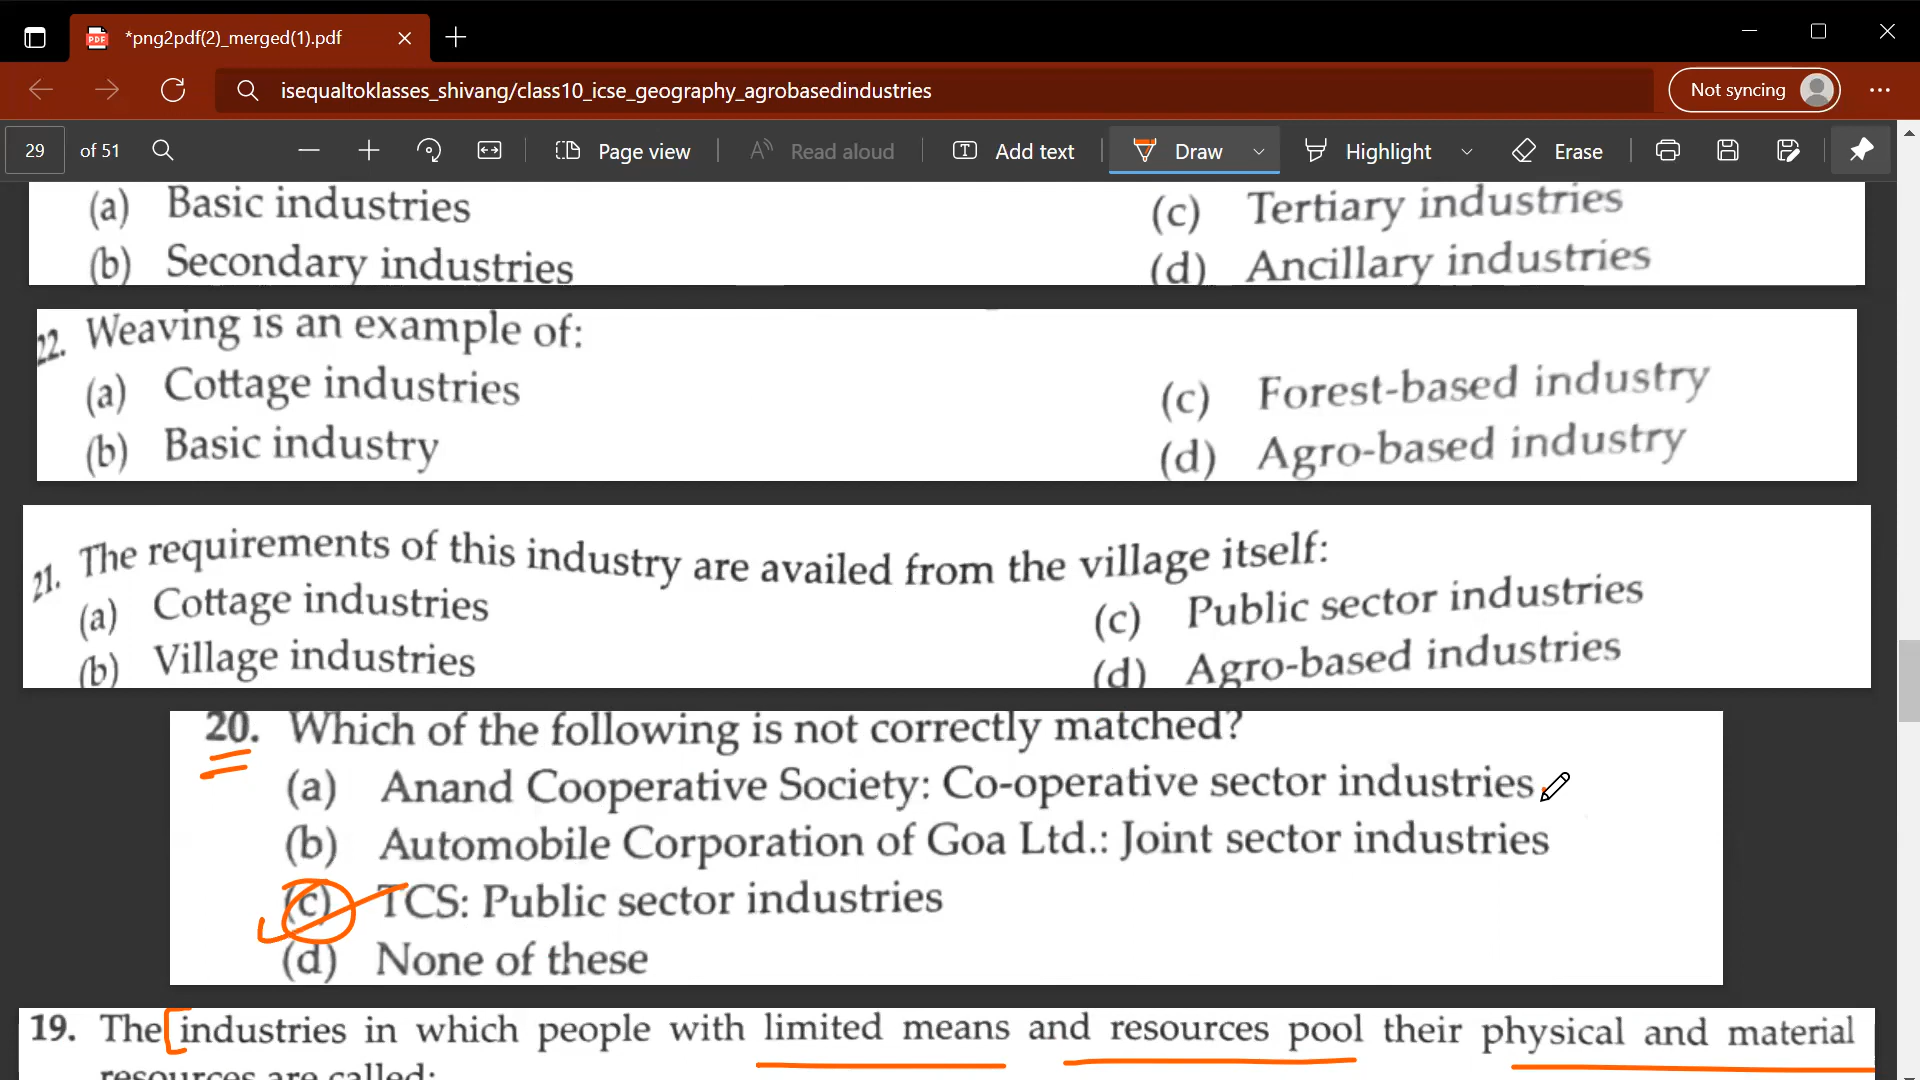 *png2pdf(2)_merged(1).pdf
isequaltoklasses_shivang/class10_icse_geography_agrobasedindustries
Not syncing
29 of 51
Page view
Read aloud
Add text
Draw
Highlight
Erase
(a) Basic industries
(c) Tertiary industries
(b) Secondary industries
(d) Ancillary industries
22. Weaving is an example of:
(a) Cottage industries
(c) Forest-based industry
(b) Basic industry
(d) Agro-based industry
21. The requirements of this industry are availed from the village itself:
(a) Cottage industries
(c) Public sector industries
(b) Village industries
(d) Agro-based industries
20. Which of the following is not correctly matched?
(a) Anand Cooperative Society: Co-operative sector industries
(b) Automobile Corporation of Goa Ltd.: Joint sector industries
(c) TCS: Public sector industries
(d) None of these
19. The industries in which people with limited means and resources pool their physical and material
resources are called: